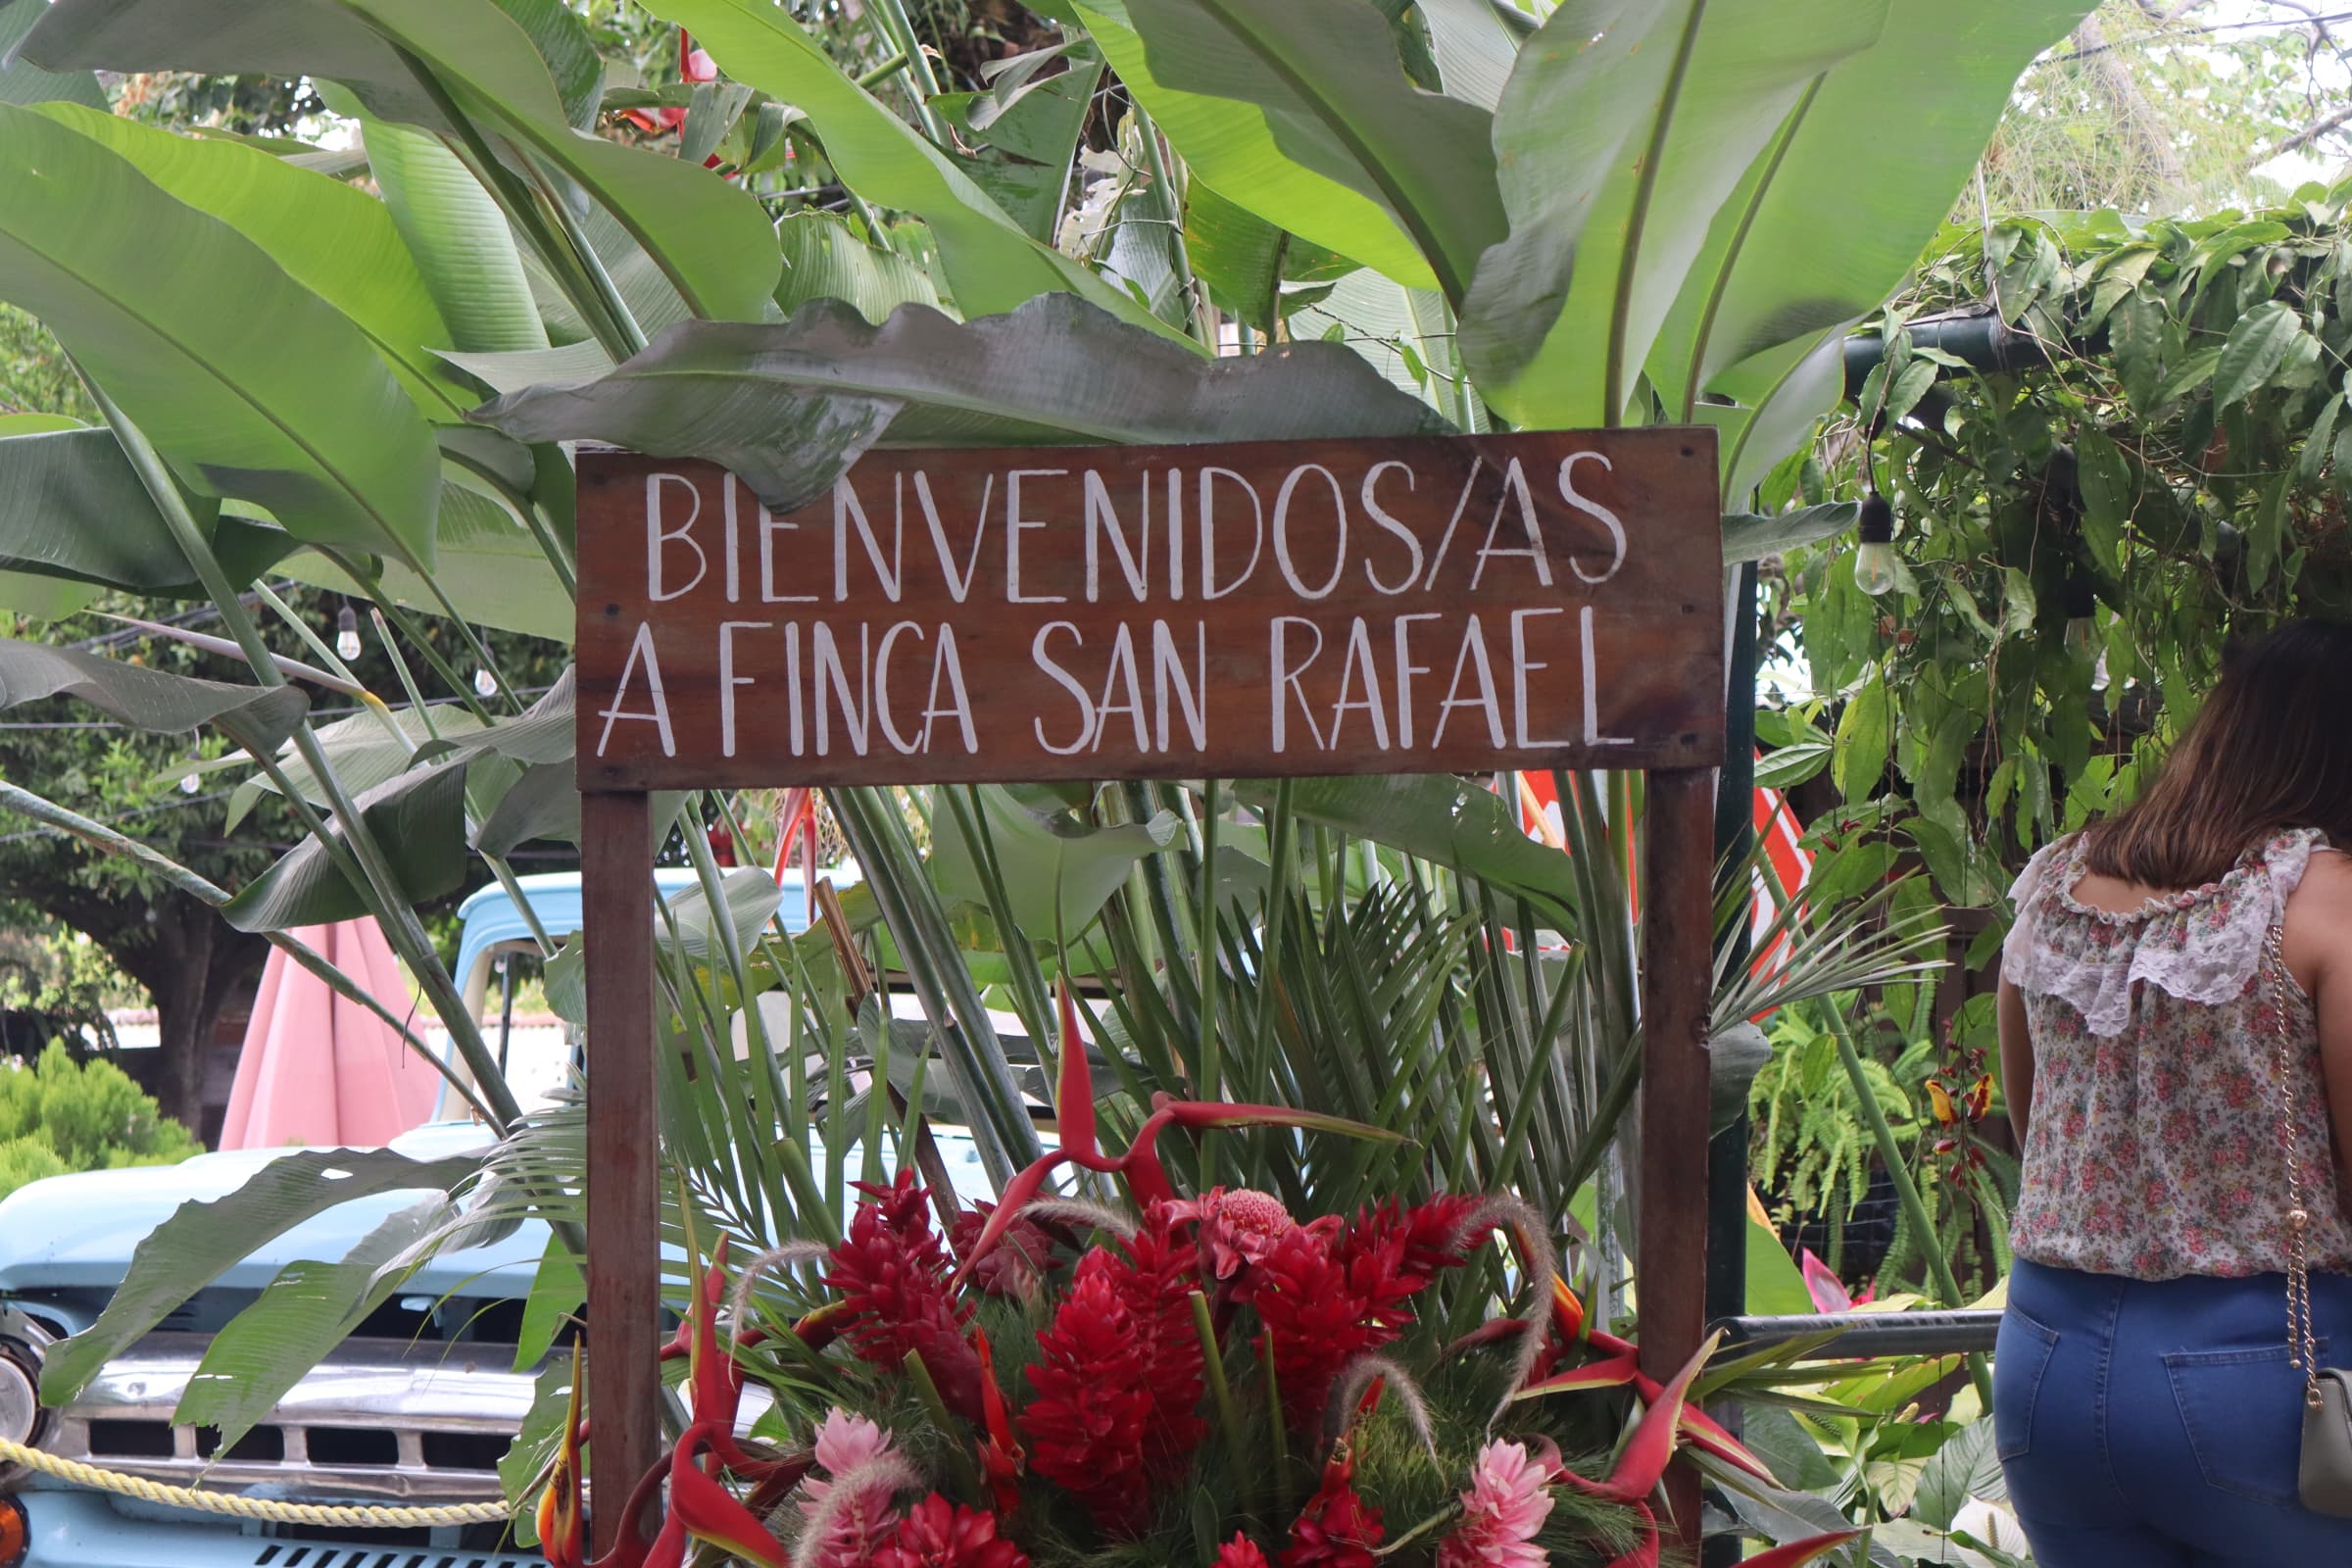 BIENVENIDOS/AS
A FINCA SAN RAFAEL